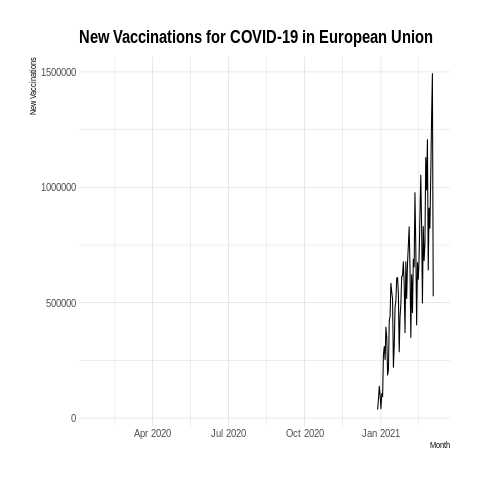 New Vaccinations for COVID-19 in European Union
New Vaccinations
1500000
1000000
500000
0
Apr 2020 Jul 2020 Oct 2020 Jan 2021
Month